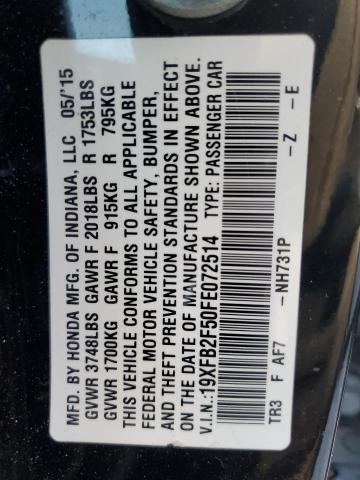 MFD. BY HONDA MFG. OF INDIANA, LLC 05/'15
GVWR 3748LBS GAWR F 2018LBS R 1753LBS
GVWR 1700KG GAWR F 915KG R 795KG
THIS VEHICLE CONFORMS TO ALL APPLICABLE
FEDERAL MOTOR VEHICLE SAFETY, BUMPER,
AND THEFT PREVENTION STANDARDS IN EFFECT
ON THE DATE OF MANUFACTURE SHOWN ABOVE.
V.I.N.:19XFB2F50FE072514 TYPE: PASSENGER CAR
TR3 F AF7 -NH731P -Z -E